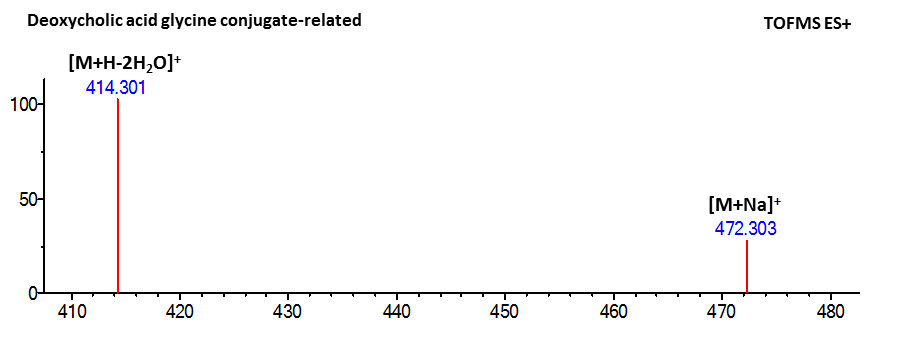 Deoxycholic acid glycine conjugate-related
TOFMS ES+
[M+H-2H₂O]⁺
414.301
100
[M+Na]⁺
50
472.303
0
410 420 430 440 450 460 470 480